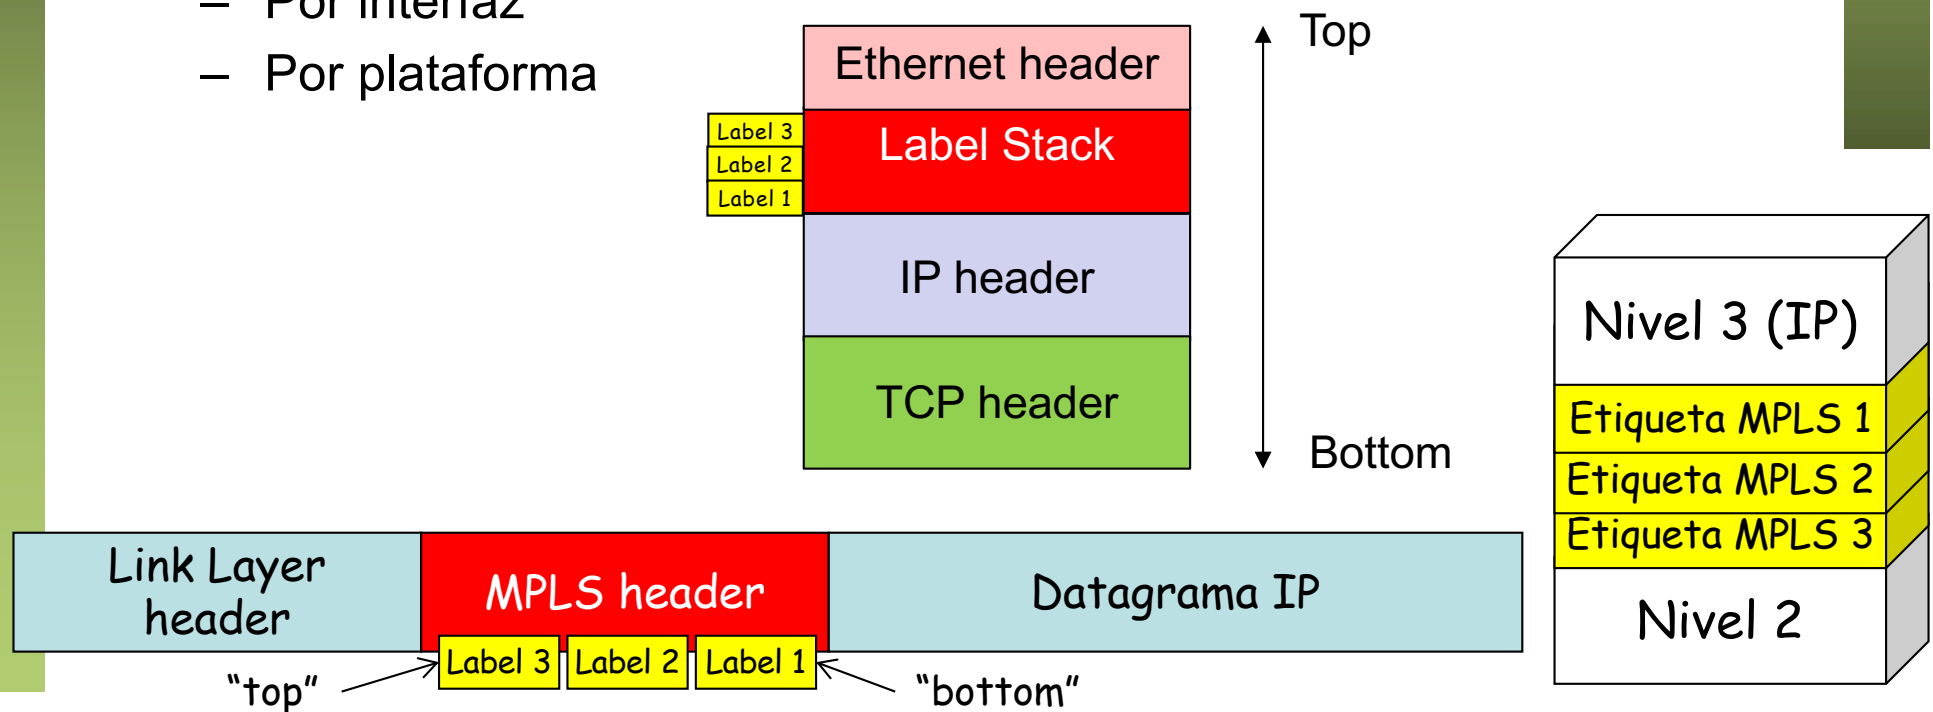 – Por interfaz
– Por plataforma
Top
Ethernet header
Label Stack
Label 3
Label 2
Label 1
IP header
TCP header
Bottom
Nivel 3 (IP)
Etiqueta MPLS 1
Etiqueta MPLS 2
Etiqueta MPLS 3
Nivel 2
Link Layer
header
MPLS header
Datagrama IP
Label 3 Label 2 Label 1
“top”
“bottom”